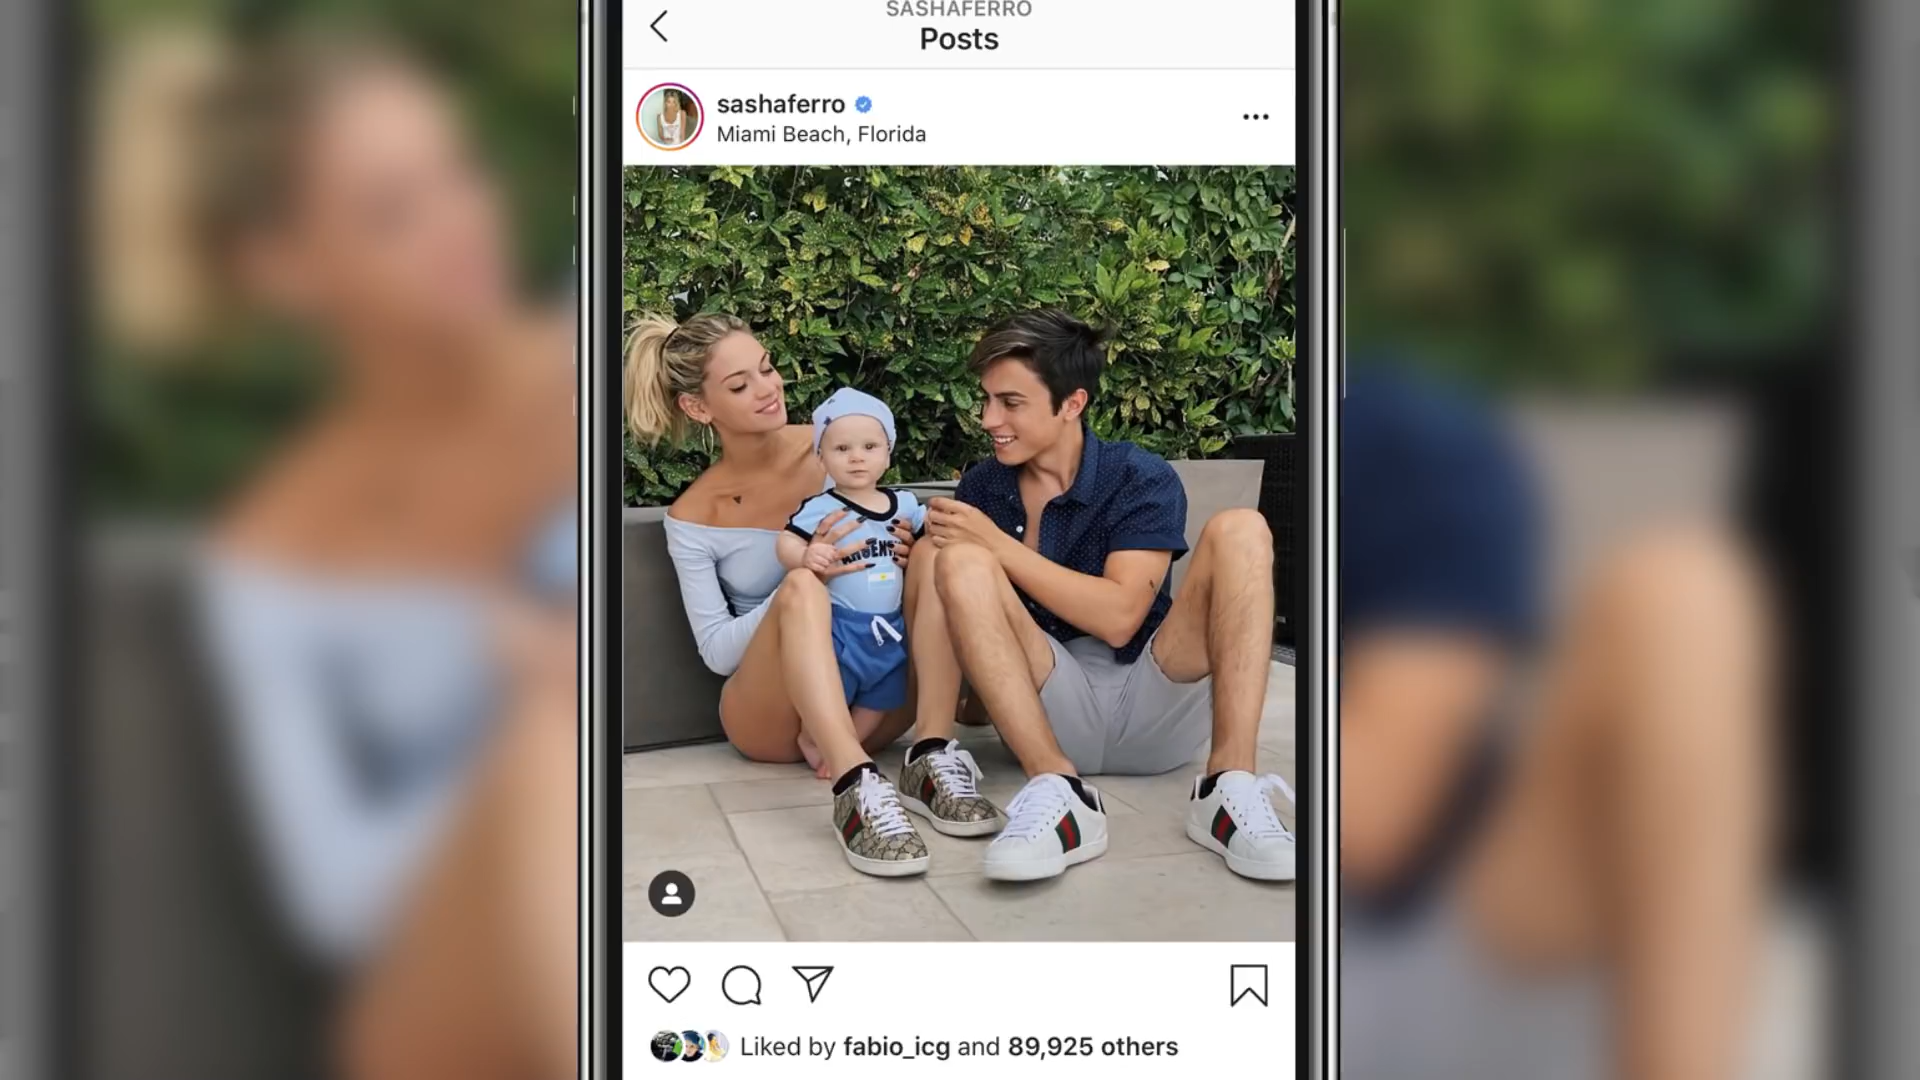 SASHAFERRO
Posts
sashaferro
Miami Beach, Florida
Liked by fabio_icg and 89,925 others